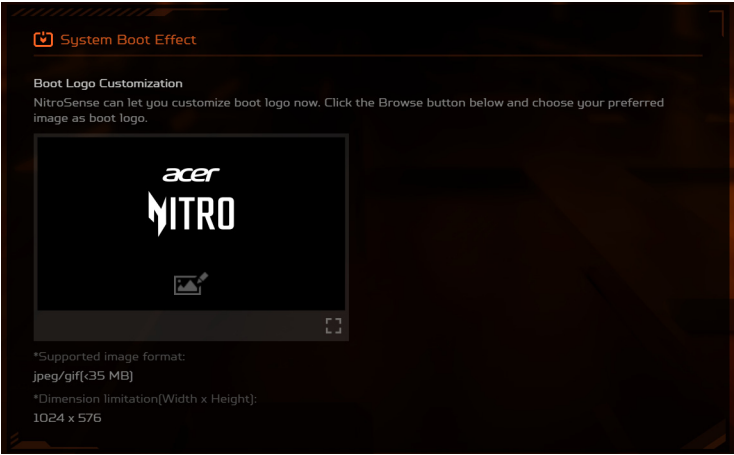 System Boot Effect
Boot Logo Customization
NitroSense can let you customize boot logo now. Click the Browse button below and choose your preferred
image as boot logo.
acer
NITRO
*Supported image format:
jpeg/gif(<35 MB)
*Dimension limitation(Width x Height):
1024 x 576